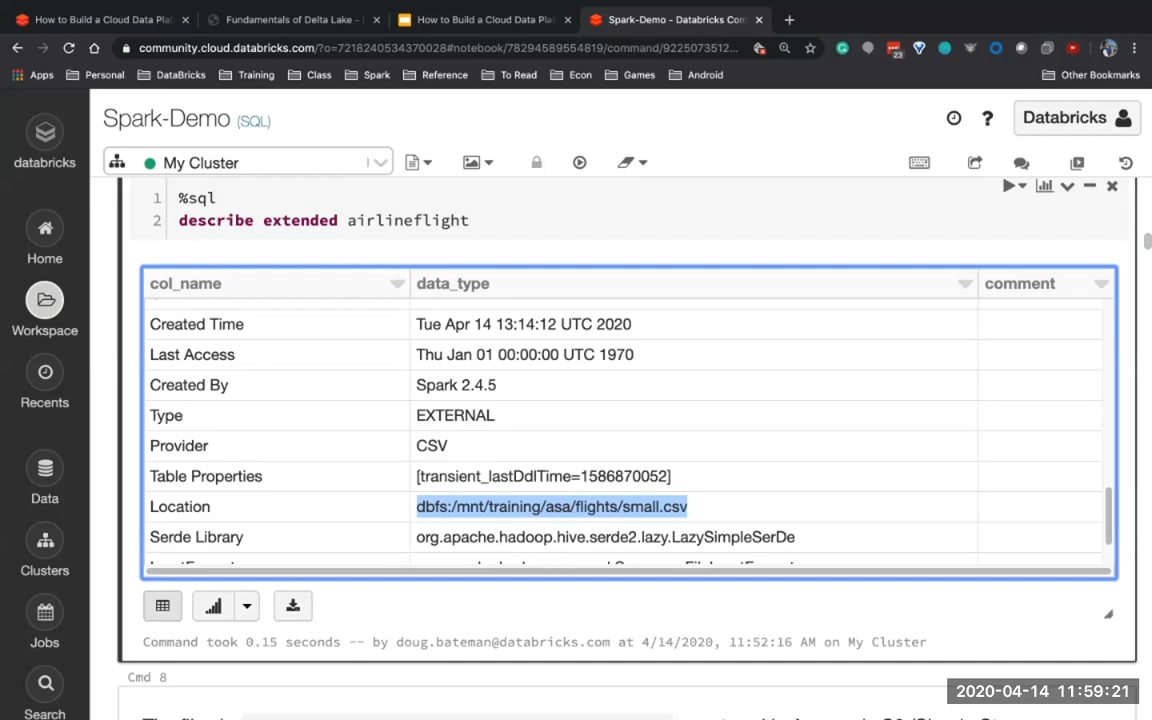 How to Build a Cloud Data Plat
Fundamentals of Delta Lake -
How to Build a Cloud Data Plat
Spark-Demo - Databricks Com
community.cloud.databricks.com/?o=7218240534370028#notebook/78294589554819/command/9225073512...
23
Apps Personal DataBricks Training Class Spark Reference To Read Econ Games Android Other Bookmarks
databricks
Home
Workspace
Recents
Data
Clusters
Jobs
Search
Spark-Demo (SQL)
? Databricks
My Cluster
1 %sql
2 describe extended airlineflight
col_name data_type comment
Created Time Tue Apr 14 13:14:12 UTC 2020
Last Access Thu Jan 01 00:00:00 UTC 1970
Created By Spark 2.4.5
Type EXTERNAL
Provider CSV
Table Properties [transient_lastDdlTime=1586870052]
Location dbfs:/mnt/training/asa/flights/small.csv
Serde Library org.apache.hadoop.hive.serde2.lazy.LazySimpleSerDe
Command took 0.15 seconds -- by doug.bateman@databricks.com at 4/14/2020, 11:52:16 AM on My Cluster
Cmd 8
2020-04-14 11:59:21